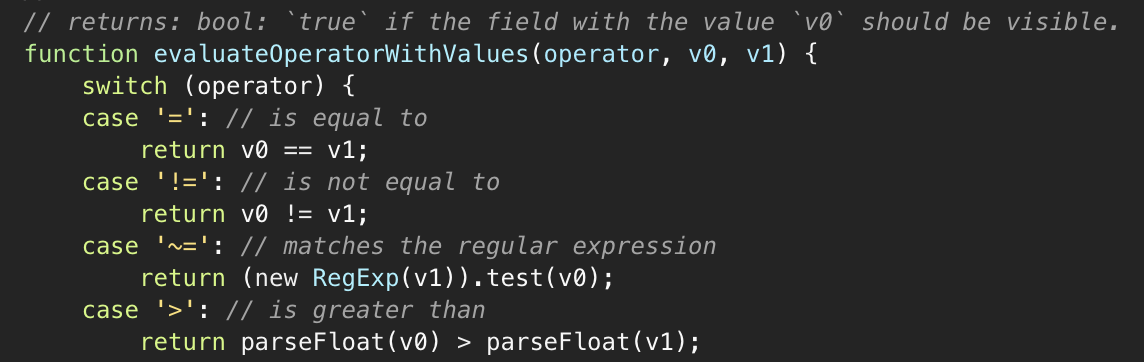 // returns: bool: `true` if the field with the value `v0` should be visible.
function evaluateOperatorWithValues(operator, v0, v1) {
    switch (operator) {
    case '=': // is equal to
        return v0 == v1;
    case '!=': // is not equal to
        return v0 != v1;
    case '~=': // matches the regular expression
        return (new RegExp(v1)).test(v0);
    case '>': // is greater than
        return parseFloat(v0) > parseFloat(v1);